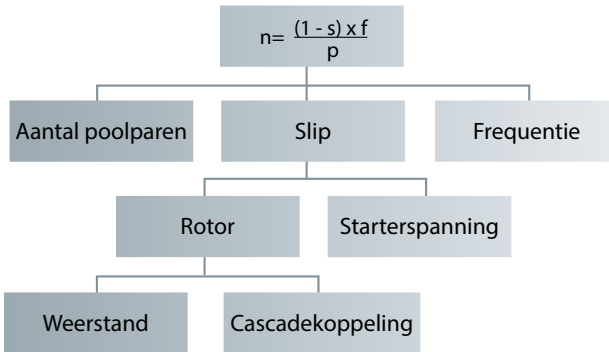 n= (1 - s) x f
p
Aantal poolparen
Slip
Frequentie
Rotor
Starterspanning
Weerstand
Cascadekoppeling